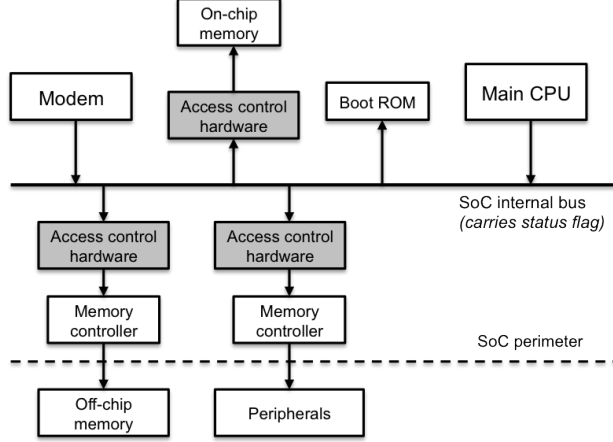 On-chip
memory
Modem
Access control
hardware
Boot ROM
Main CPU
SoC internal bus
(carries status flag)
Access control
hardware
Access control
hardware
Memory
controller
Memory
controller
SoC perimeter
Off-chip
memory
Peripherals